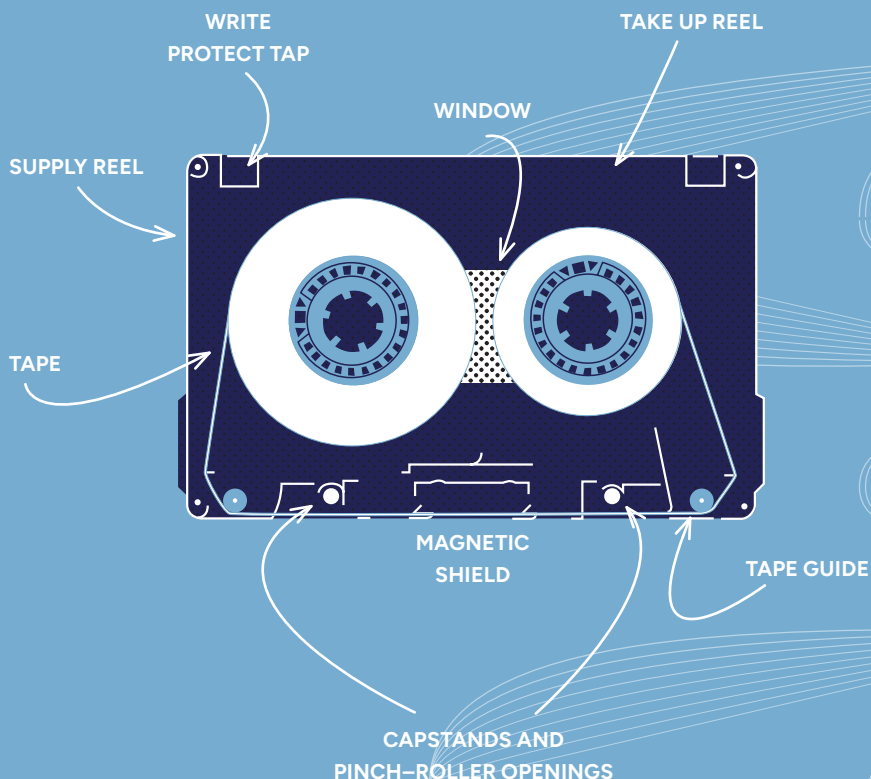 WRITE
PROTECT TAP
TAKE UP REEL
WINDOW
SUPPLY REEL
TAPE
MAGNETIC
SHIELD
TAPE GUIDE
CAPSTANDS AND
PINCH–ROLLER OPENINGS